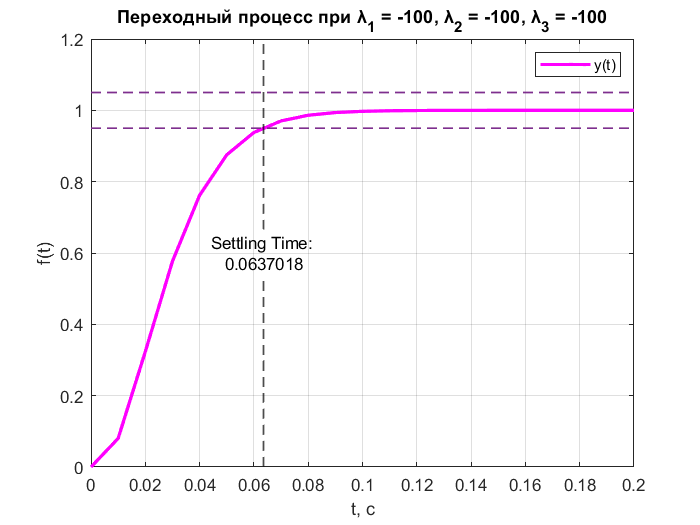 Переходный процесс при λ₁ = -100, λ₂ = -100, λ₃ = -100
1.2
y(t)
1
0.8
Settling Time:
0.0637018
0.6
f(t)
0.4
0.2
0
0 0.02 0.04 0.06 0.08 0.1 0.12 0.14 0.16 0.18 0.2
t, c